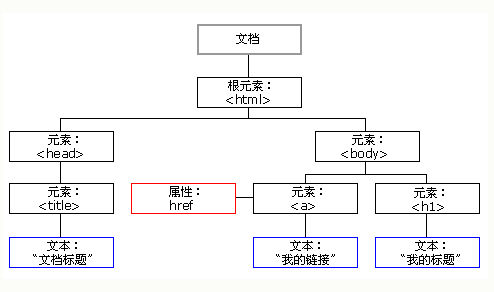 文档
根元素：
<html>
元素：
<head>
元素：
<body>
元素：
<title>
属性：
href
元素：
<a>
元素：
<h1>
文本：
“文档标题”
文本：
“我的链接”
文本：
“我的标题”